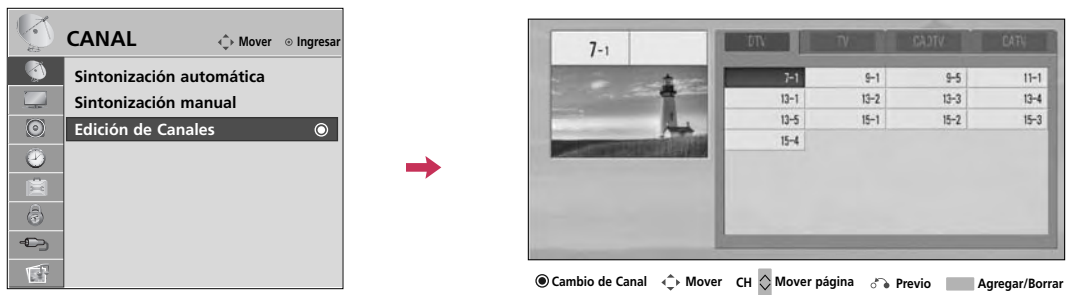 CANAL
Mover
Ingresar
Sintonización automática
Sintonización manual
Edición de Canales
7-1
DTV TV CADTV CATV
7-1 9-1 9-5 11-1
13-1 13-2 13-3 13-4
13-5 15-1 15-2 15-3
15-4
Cambio de Canal Mover CH Mover página Previo Agregar/Borrar